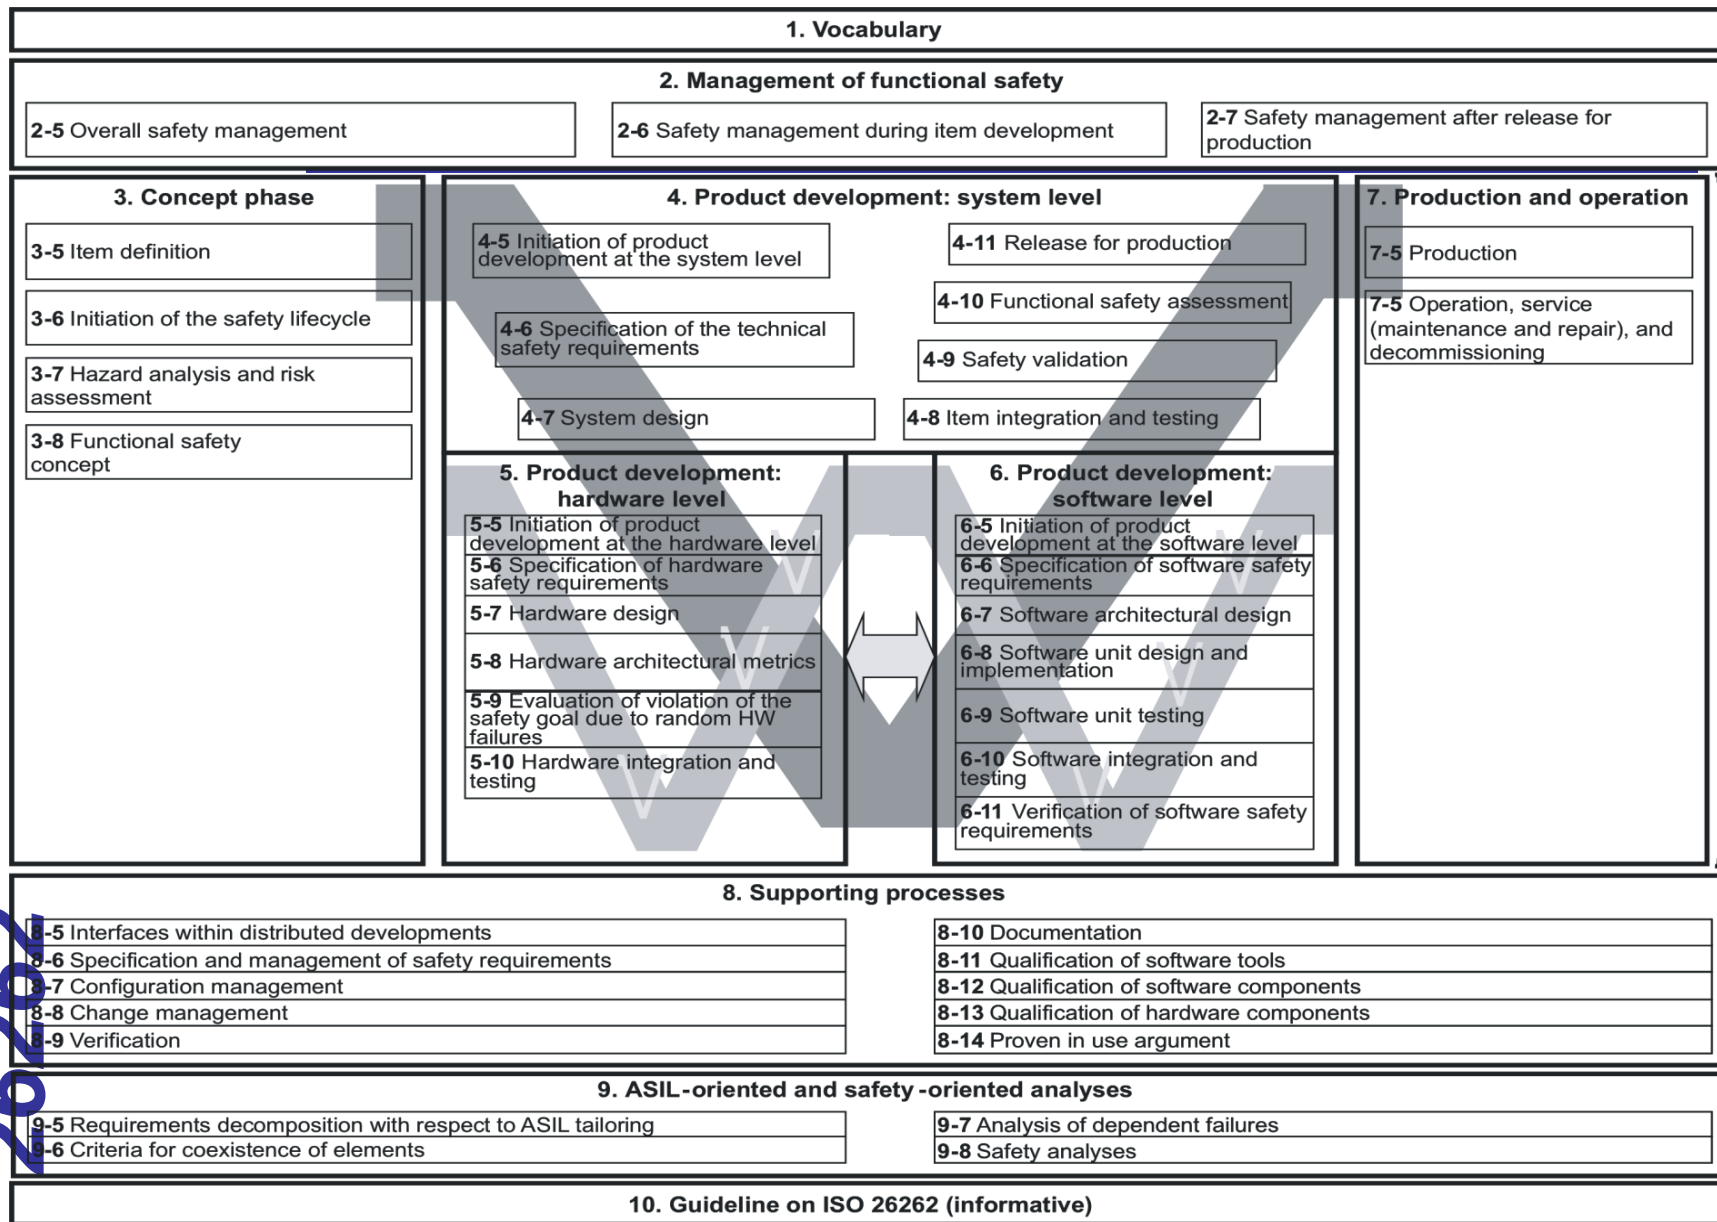 1. Vocabulary
2. Management of functional safety
2-5 Overall safety management
2-6 Safety management during item development
2-7 Safety management after release for
production
3. Concept phase
3-5 Item definition
3-6 Initiation of the safety lifecycle
3-7 Hazard analysis and risk
assessment
3-8 Functional safety
concept
4. Product development: system level
4-5 Initiation of product
development at the system level
4-6 Specification of the technical
safety requirements
4-7 System design
4-11 Release for production
4-10 Functional safety assessment
4-9 Safety validation
4-8 Item integration and testing
5. Product development:
hardware level
5-5 Initiation of product
development at the hardware level
5-6 Specification of hardware
safety requirements
5-7 Hardware design
5-8 Hardware architectural metrics
5-9 Evaluation of violation of the
safety goal due to random HW
failures
5-10 Hardware integration and
testing
6. Product development:
software level
6-5 Initiation of product
development at the software level
6-6 Specification of software safety
requirements
6-7 Software architectural design
6-8 Software unit design and
implementation
6-9 Software unit testing
6-10 Software integration and
testing
6-11 Verification of software safety
requirements
7. Production and operation
7-5 Production
7-5 Operation, service
(maintenance and repair), and
decommissioning
8. Supporting processes
8-5 Interfaces within distributed developments
8-6 Specification and management of safety requirements
8-7 Configuration management
8-8 Change management
8-9 Verification
8-10 Documentation
8-11 Qualification of software tools
8-12 Qualification of software components
8-13 Qualification of hardware components
8-14 Proven in use argument
9. ASIL-oriented and safety-oriented analyses
9-5 Requirements decomposition with respect to ASIL tailoring
9-6 Criteria for coexistence of elements
9-7 Analysis of dependent failures
9-8 Safety analyses
10. Guideline on ISO 26262 (informative)